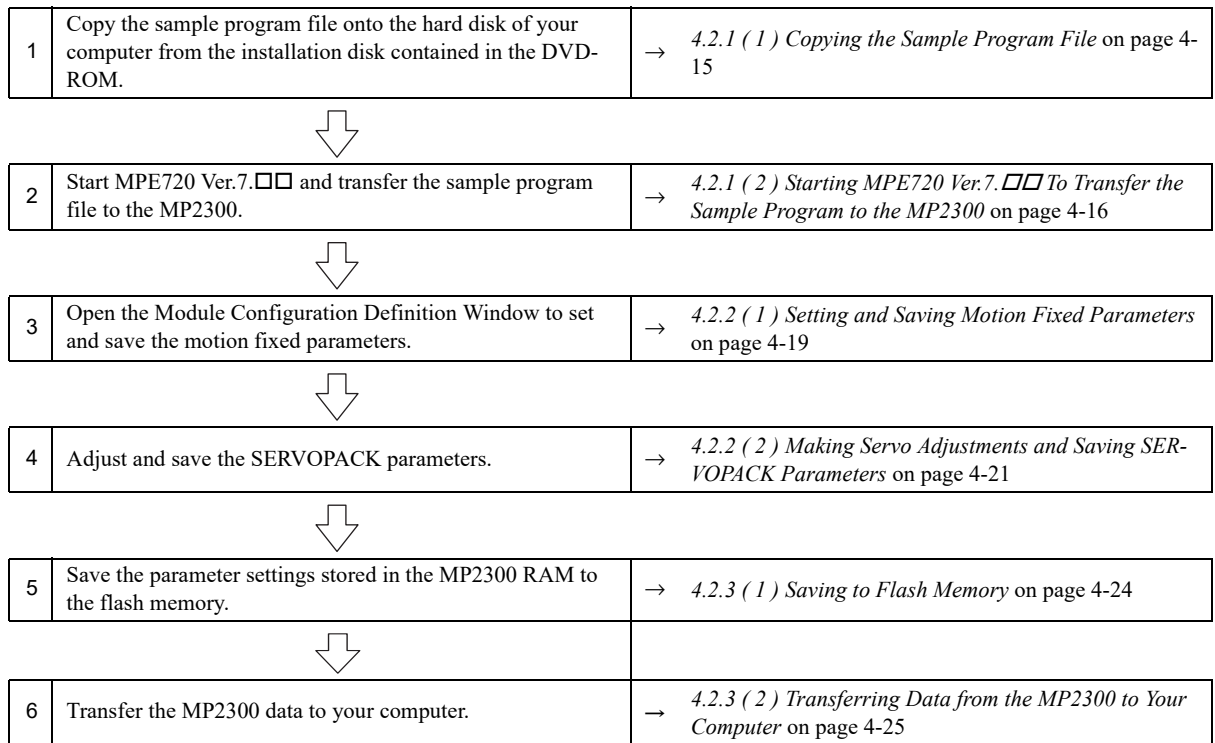 1
Copy the sample program file onto the hard disk of your
computer from the installation disk contained in the DVD-
ROM.
→ 4.2.1 ( 1 ) Copying the Sample Program File on page 4-
15
2
Start MPE720 Ver.7.□□ and transfer the sample program
file to the MP2300.
→ 4.2.1 ( 2 ) Starting MPE720 Ver.7.□□ To Transfer the
Sample Program to the MP2300 on page 4-16
3
Open the Module Configuration Definition Window to set
and save the motion fixed parameters.
→ 4.2.2 ( 1 ) Setting and Saving Motion Fixed Parameters
on page 4-19
4
Adjust and save the SERVOPACK parameters.
→ 4.2.2 ( 2 ) Making Servo Adjustments and Saving SER-
VOPACK Parameters on page 4-21
5
Save the parameter settings stored in the MP2300 RAM to
the flash memory.
→ 4.2.3 ( 1 ) Saving to Flash Memory on page 4-24
6
Transfer the MP2300 data to your computer.
→ 4.2.3 ( 2 ) Transferring Data from the MP2300 to Your
Computer on page 4-25